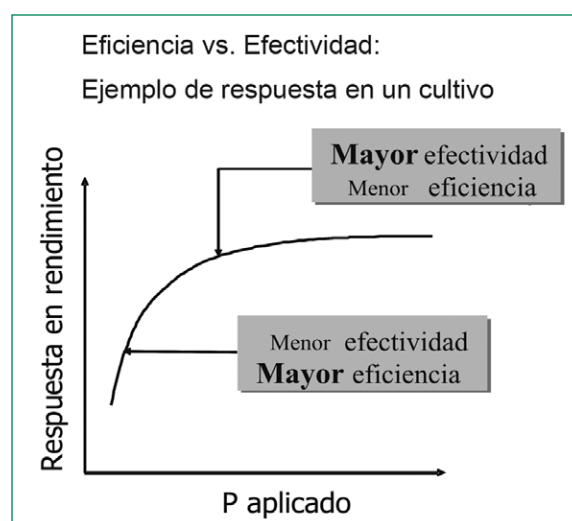 Eficiencia vs. Efectividad:
Ejemplo de respuesta en un cultivo
Mayor efectividad
Menor eficiencia
Respuesta en rendimiento
Menor efectividad
Mayor eficiencia
P aplicado